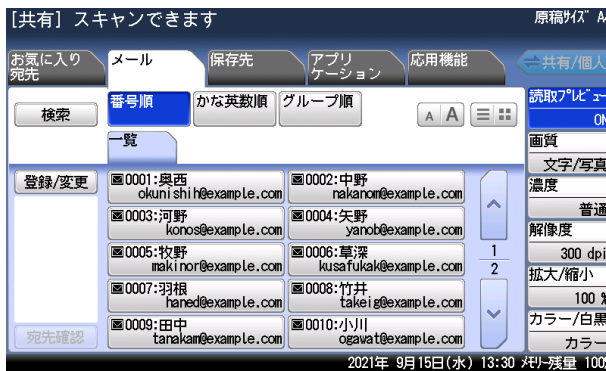 [共有] スキャンできます
原稿サイズ A4
お気に入り
宛先
メール
保存先
アプリ
ケーション
応用機能
共有/個人
検索
番号順
かな英数順
グループ順
A A
読取プレビュー
ON
一覧
画質
文字/写真
登録/変更
0001:奥西
okunishih@example.com
0002:中野
nakanom@example.com
濃度
普通
0003:河野
konos@example.com
0004:矢野
yanob@example.com
解像度
300 dpi
0005:牧野
makinor@example.com
0006:草深
kusafukak@example.com
1
2
拡大/縮小
100 %
0007:羽根
haned@example.com
0008:竹井
takeig@example.com
カラー/白黒
カラー
0009:田中
tanakam@example.com
0010:小川
ogawat@example.com
宛先確認
2021年 9月15日(水) 13:30 メモリー残量 100